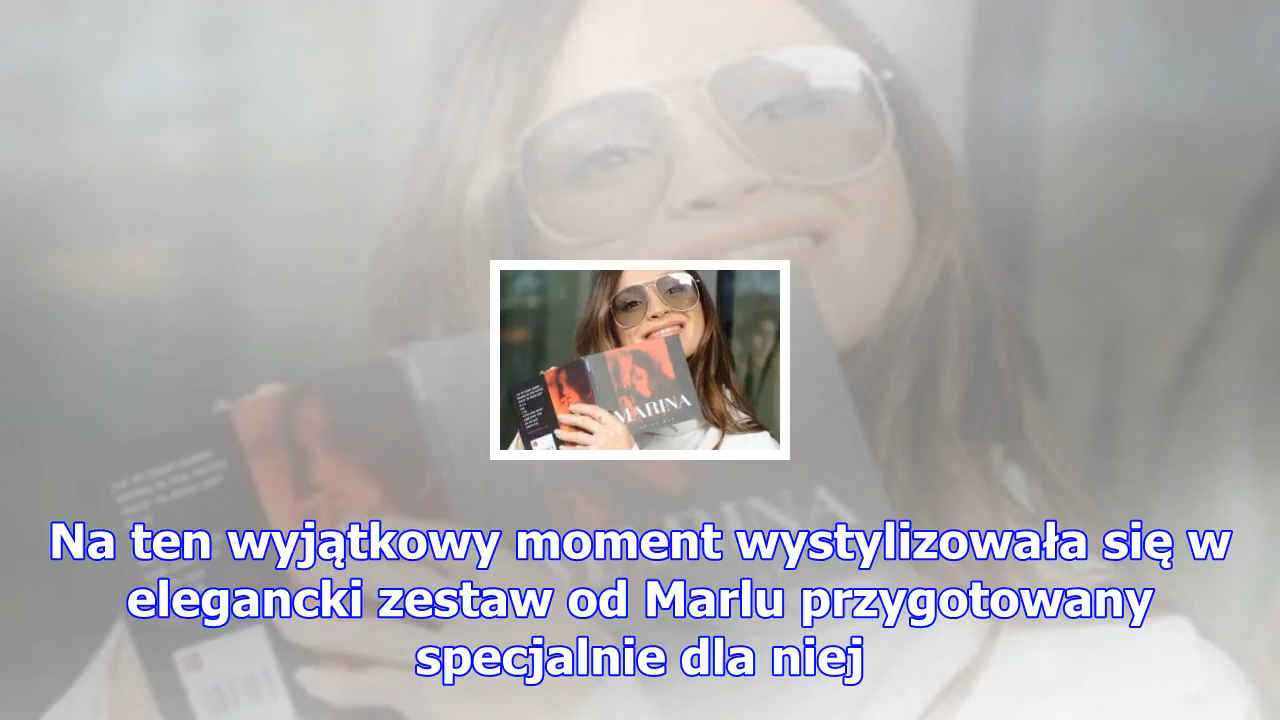 MARINA
Na ten wyjątkowy moment wystylizowała się w
elegancki zestaw od Marlu przygotowany
specjalnie dla niej